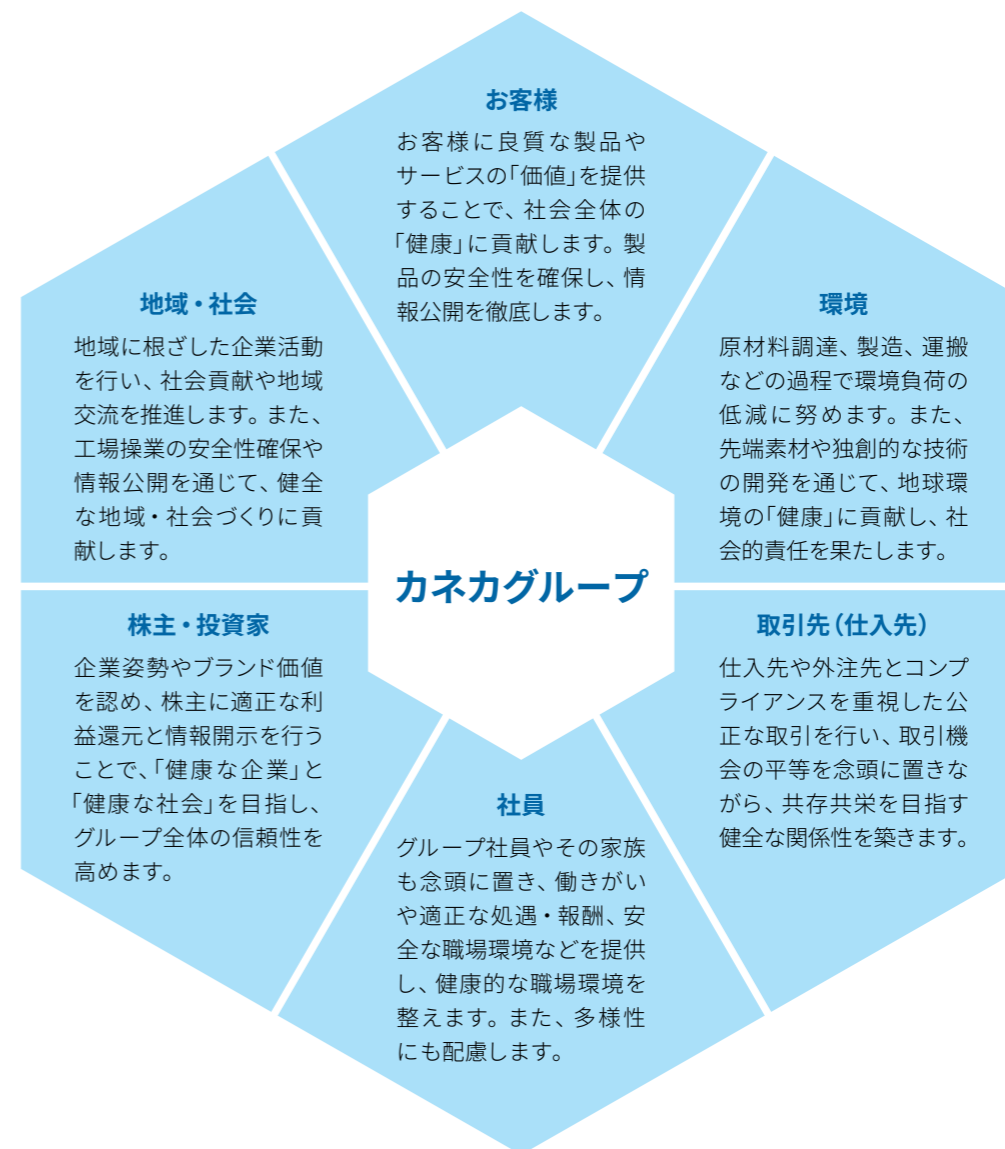 お客様
お客様に良質な製品や
サービスの「価値」を提供
することで、社会全体の
「健康」に貢献します。製
品の安全性を確保し、情
報公開を徹底します。
地域・社会
地域に根ざした企業活動
を行い、社会貢献や地域
交流を推進します。また、
工場操業の安全性確保や
情報公開を通じて、健全
な地域・社会づくりに貢
献します。
環境
原材料調達、製造、運搬
などの過程で環境負荷の
低減に努めます。また、
先端素材や独創的な技術
の開発を通じて、地球環
境の「健康」に貢献し、社
会的責任を果たします。
カネカグループ
株主・投資家
企業姿勢やブランド価値
を認め、株主に適正な利
益還元と情報開示を行う
ことで、「健康な企業」と
「健康な社会」を目指し、
グループ全体の信頼性を
高めます。
取引先（仕入先）
仕入先や外注先とコンプ
ライアンスを重視した公
正な取引を行い、取引機
会の平等を念頭に置きな
がら、共存共栄を目指す
健全な関係性を築きます。
社員
グループ社員やその家族
も念頭に置き、働きがい
や適正な処遇・報酬、安
全な職場環境などを提供
し、健康的な職場環境を
整えます。また、多様性
にも配慮します。